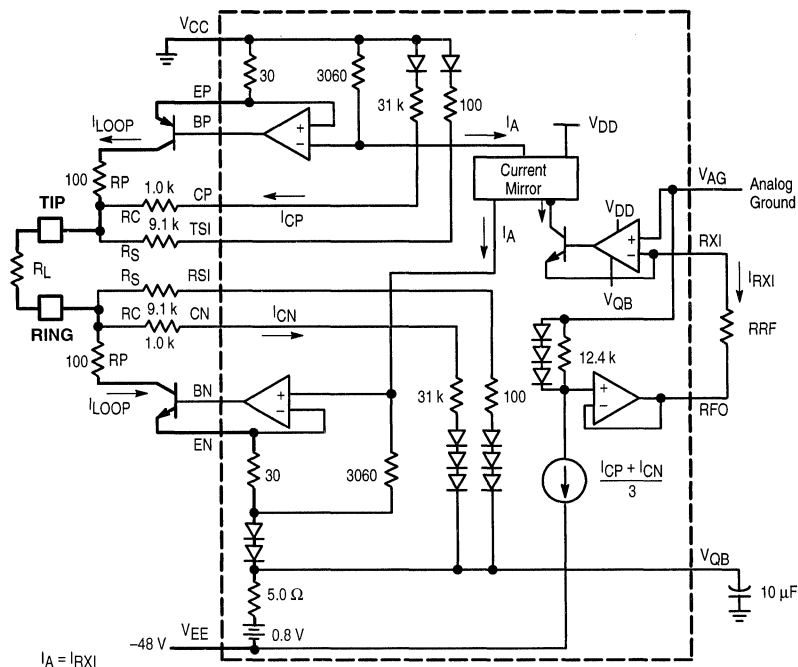 VCC
30
3060
EP
31 k
100
ILOOP
BP
+
−
IA
VDD
Current
Mirror
VAG
Analog
Ground
100
RP
1.0 k
CP
TIP
RC
9.1 k
TSI
ICP
RS
IA
VDD
+
−
RXI
RL
RS
RSI
VQB
IRXI
RING
RC
9.1 k
CN
ICN
1.0 k
RRF
100
RP
12.4 k
BN
+
−
31 k
100
+
−
RFO
ILOOP
EN
30
3060
ICP + ICN
3
VQB
5.0 Ω
10 µF
VEE
−48 V
0.8 V
IA = IRXI